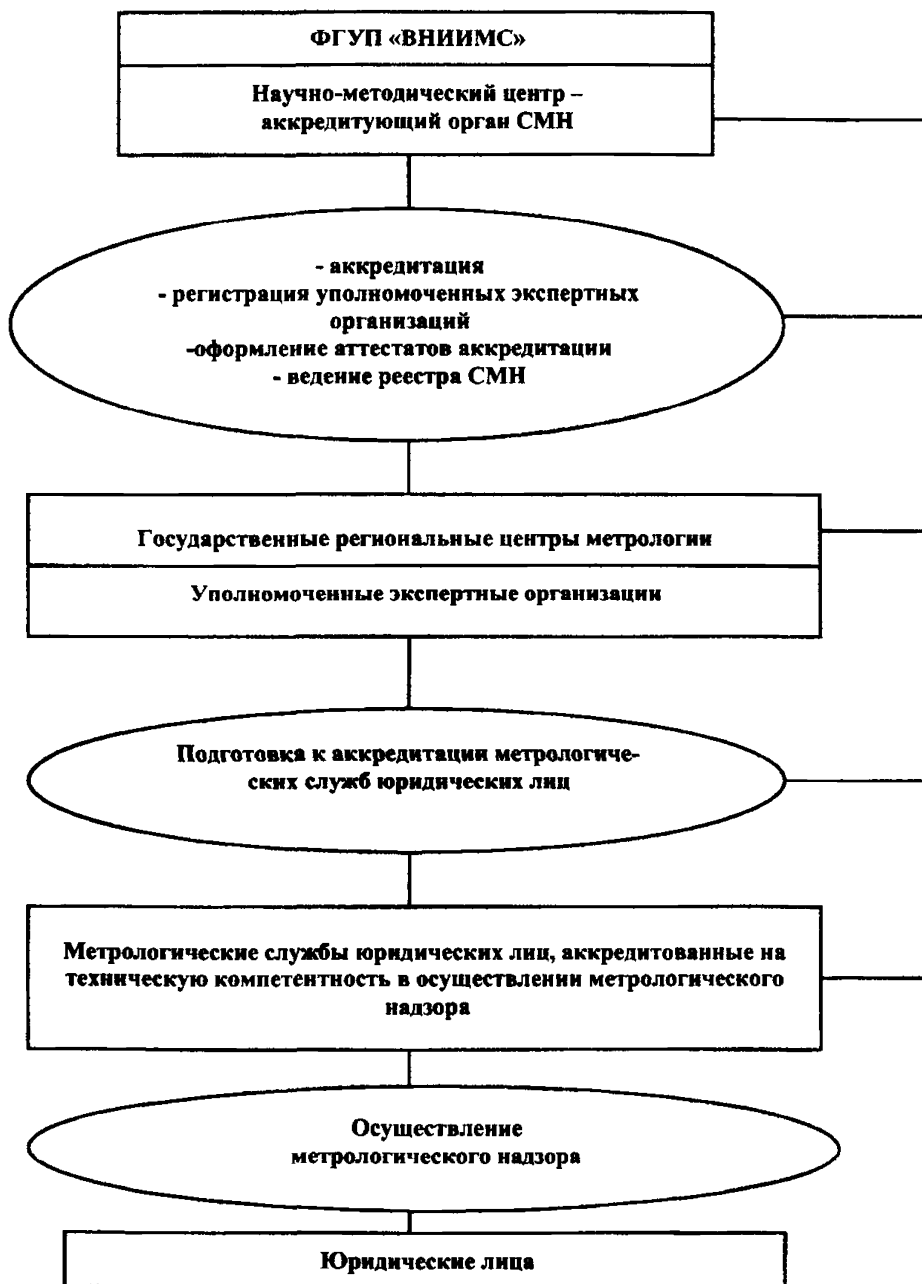 ФГУП «ВНИИМС»
Научно-методический центр –
аккредитующий орган СМН
- аккредитация
- регистрация уполномоченных экспертных
организаций
-оформление аттестатов аккредитации
- ведение реестра СМН
Государственные региональные центры метрологии
Уполномоченные экспертные организации
Подготовка к аккредитации метрологиче-
ских служб юридических лиц
Метрологические службы юридических лиц, аккредитованные на
техническую компетентность в осуществлении метрологического
надзора
Осуществление
метрологического надзора
Юридические лица